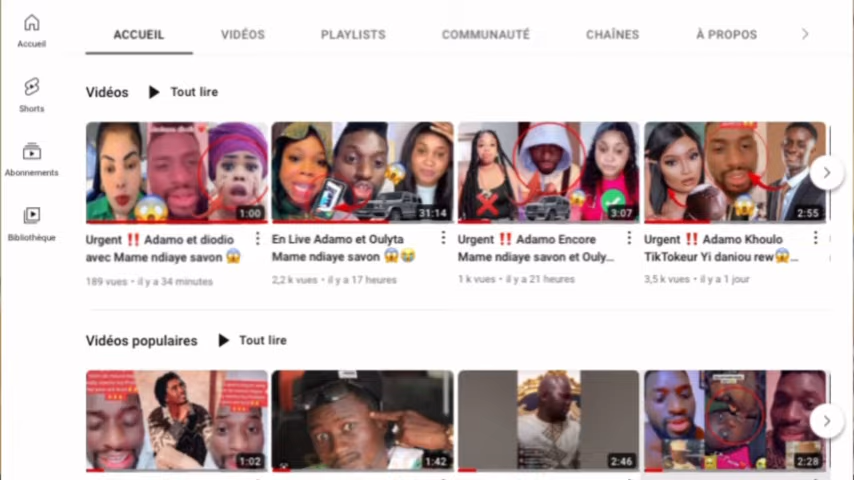 ACCUEIL VIDÉOS PLAYLISTS COMMUNAUTÉ CHAÎNES À PROPOS
Accueil
Shorts
Abonnements
Bibliothèque
Vidéos Tout lire
1:00
Urgent ‼️ Adamo et diodio
avec Mame ndiaye savon 😱
189 vues • il y a 34 minutes
31:14
En Live Adamo et Oulyta
Mame ndiaye savon 😱😭
2,2 k vues • il y a 17 heures
3:07
Urgent ‼️ Adamo Encore
Mame ndiaye savon et Ouly...
1 k vues • il y a 21 heures
2:55
Urgent ‼️ Adamo Khoulo
TikTokeur Yi daniou rew😱...
3,5 k vues • il y a 1 jour
Vidéos populaires Tout lire
1:02
1:42
2:46
2:28